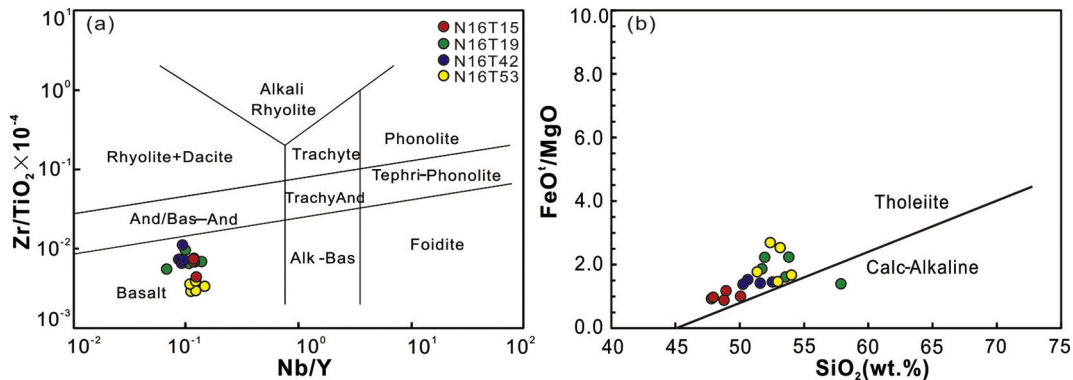 (a)
N16T15
N16T19
N16T42
N16T53
10¹
10⁰
10⁻¹
10⁻²
10⁻³
Zr/TiO₂×10⁻⁴
Alkali
Rhyolite
Rhyolite+Dacite
Trachyte
Phonolite
Tephri-Phonolite
TrachyAnd
And/Bas-And
Basalt
Alk-Bas
Foidite
10⁻²
10⁻¹
10⁰
10¹
10²
Nb/Y
(b)
10.0
8.0
6.0
4.0
2.0
0.0
FeOᵗ/MgO
Tholeiite
Calc-Alkaline
40
45
50
55
60
65
70
75
SiO₂(wt.%)